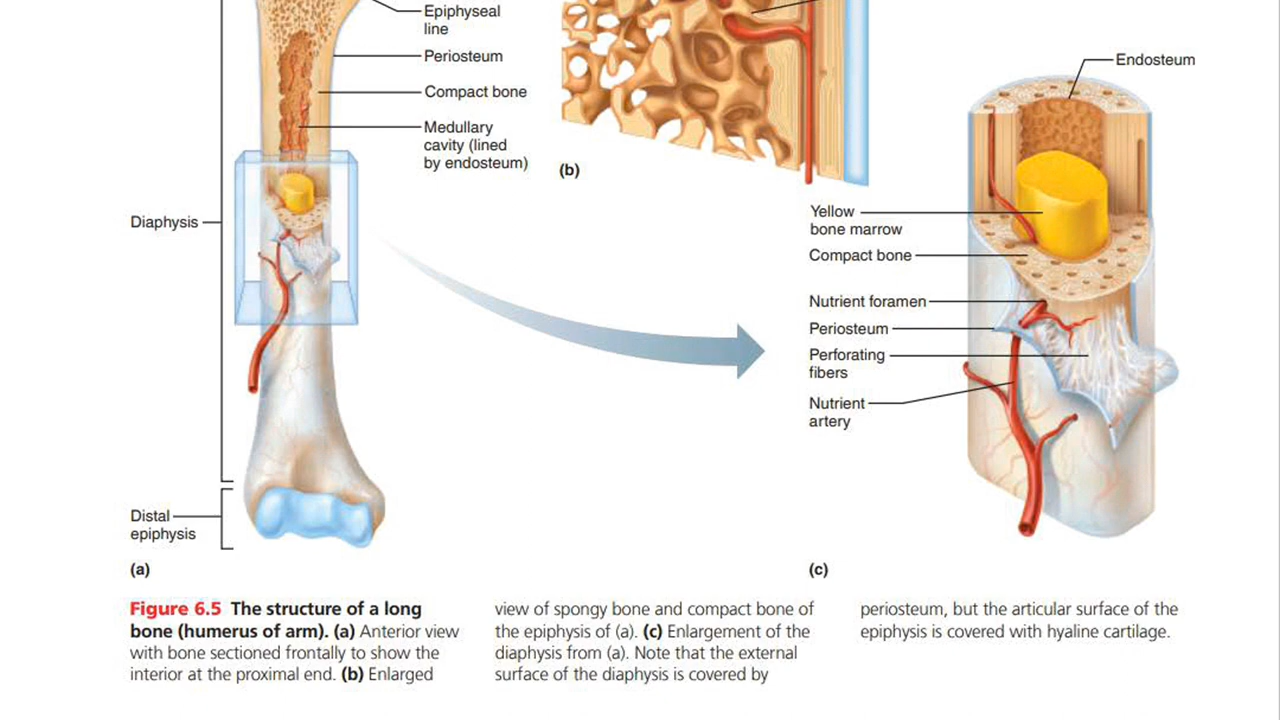 Epiphyseal
line
Periosteum
Compact bone
Medullary
cavity (lined
by endosteum)
Diaphysis
Distal
epiphysis
(a)
(b)
Endosteum
Yellow
bone marrow
Compact bone
Nutrient foramen
Periosteum
Perforating
fibers
Nutrient
artery
(c)
Figure 6.5 The structure of a long
bone (humerus of arm). (a) Anterior view
with bone sectioned frontally to show the
interior at the proximal end. (b) Enlarged
view of spongy bone and compact bone of
the epiphysis of (a). (c) Enlargement of the
diaphysis from (a). Note that the external
surface of the diaphysis is covered by
periosteum, but the articular surface of the
epiphysis is covered with hyaline cartilage.